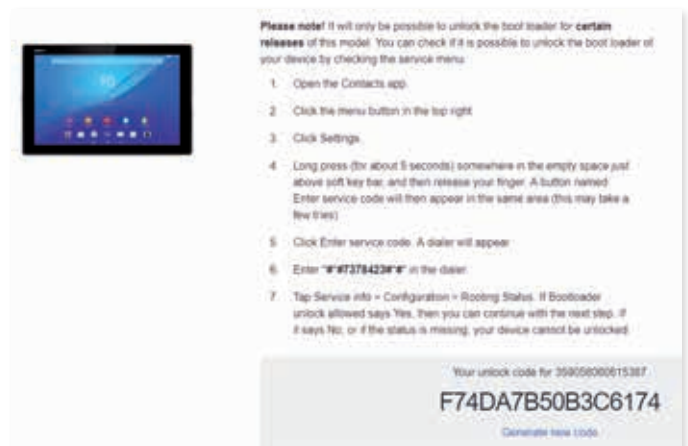 Please note! It will only be possible to unlock the boot loader for certain
releases of this model. You can check if it is possible to unlock the boot loader of
your device by checking the service menu.
1. Open the Contacts app.
2. Click the menu button in the top right
3. Click Settings.
4. Long press (for about 5 seconds) somewhere in the empty space just
above soft key bar, and then release your finger. A button named
Enter service code will then appear in the same area (this may take a
few tries)
5. Click Enter service code. A dialer will appear
6. Enter "*#*#7378423#*#*" in the dialer.
7. Tap Service info > Configuration > Rooting Status. If Bootloader
unlock allowed says Yes, then you can continue with the next step. If
it says No, or if the status is missing, your device cannot be unlocked.
Your unlock code for
F74DA7B50B3C6174
Generate new code